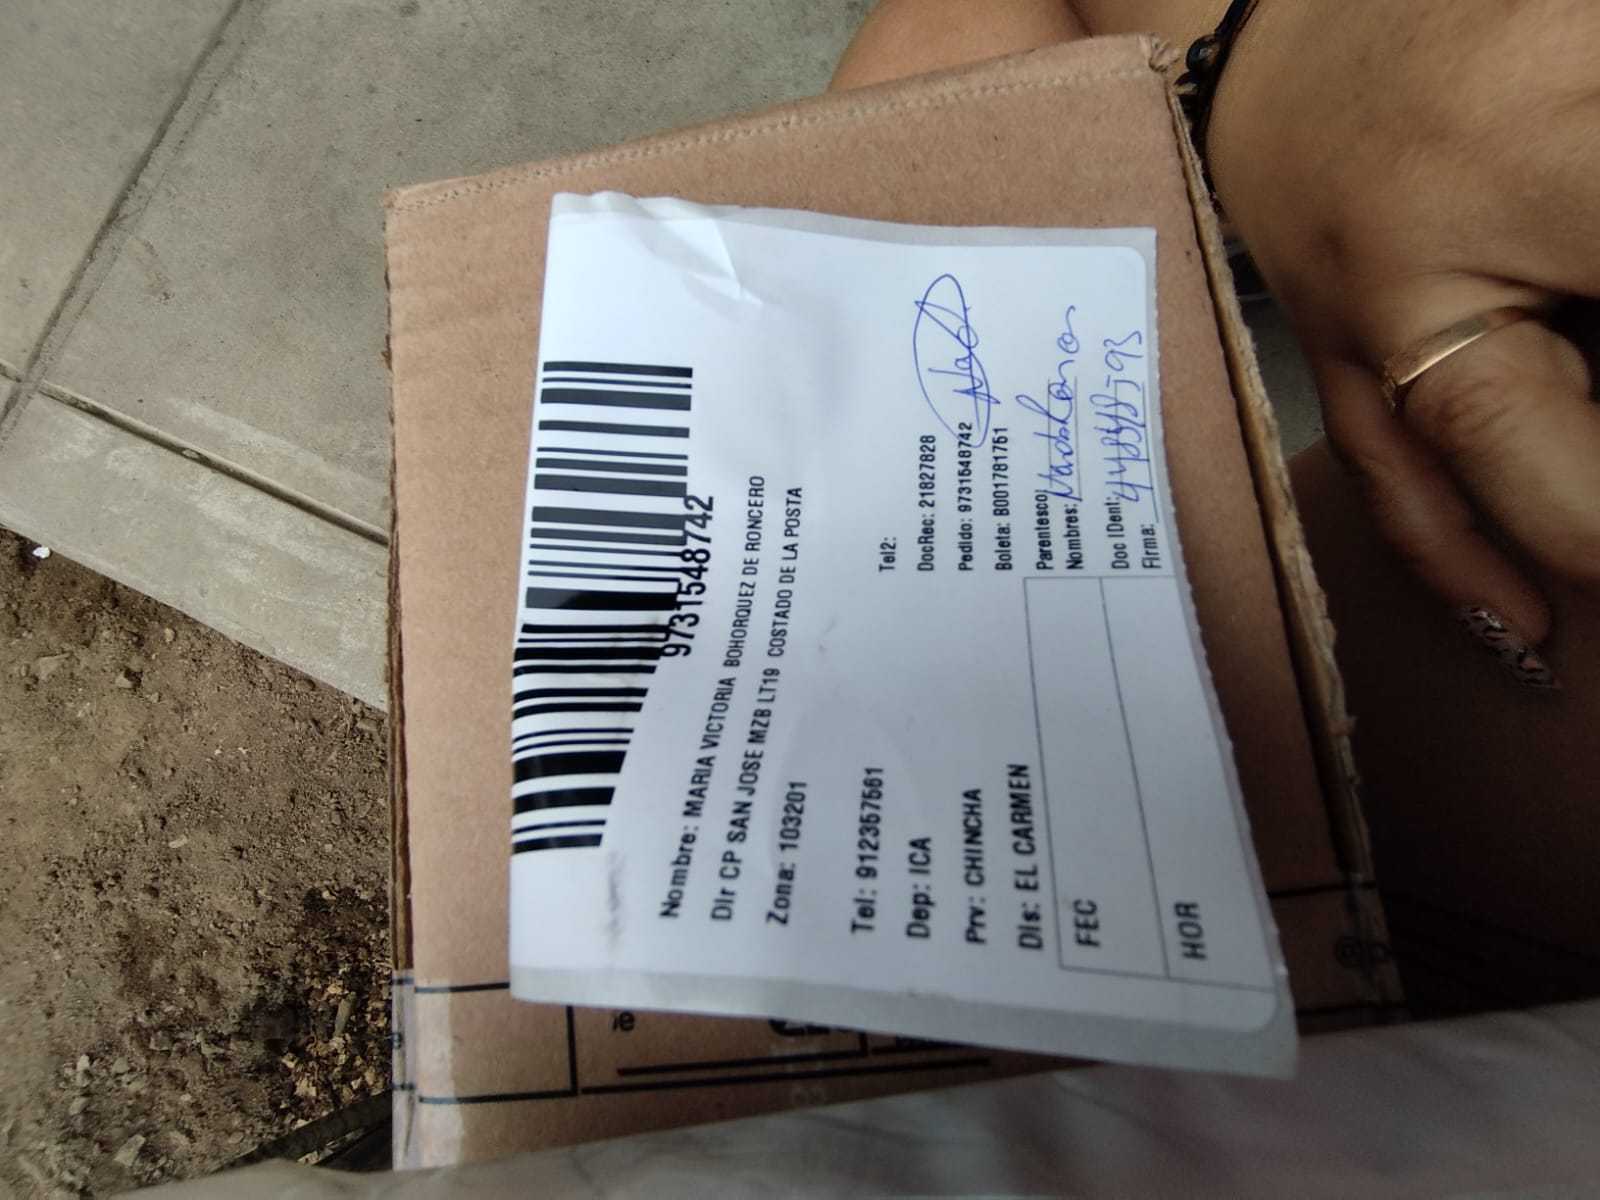 9731548742
Nombre: MARIA VICTORIA BOHORQUEZ DE RONCERO
DIr CP SAN JOSE MZB LT19 COSTADO DE LA POSTA
Zona: 103201
Tel: 912357561 Tel2:
Dep: ICA DocRec: 21827828
Prv: CHINCHA Pedido: 9731548742
Dis: EL CARMEN Boleta: B001781751
FEC Parentesco:
Nombres:
HOR Doc IDent:
Firma: